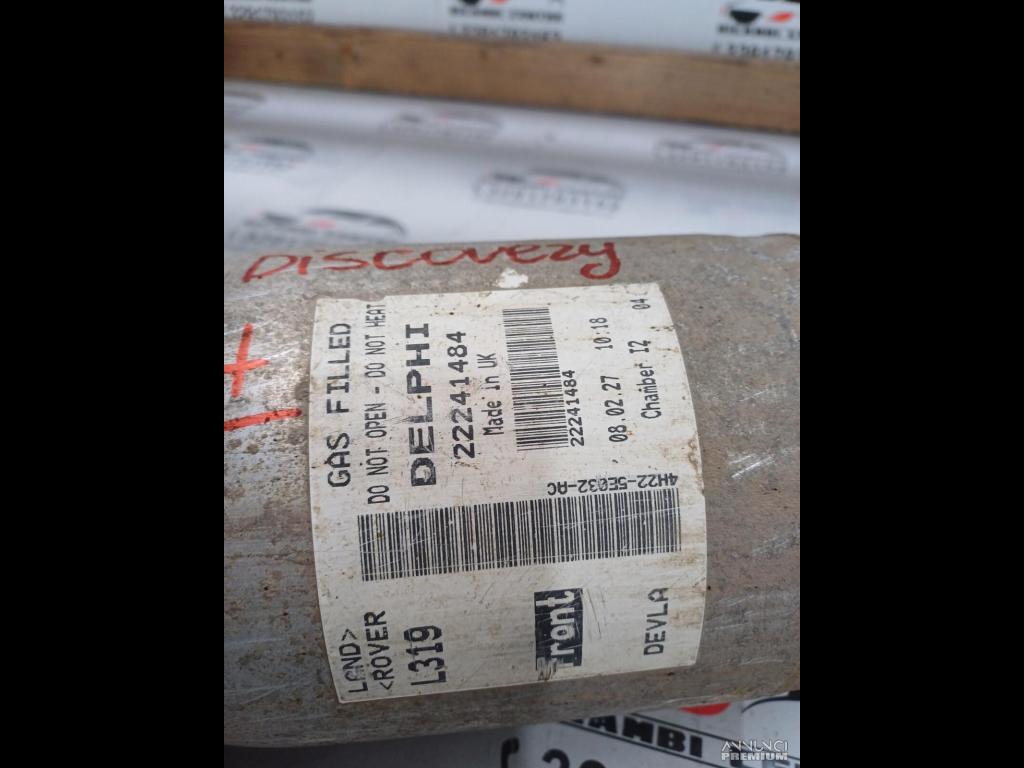 Discovery
GAS FILLED
DO NOT OPEN - DO NOT HEAT
DELPHI
22241484
Made in UK
22241484
08.02.27 10:18
Chamber 12 04
4H22-5E032-AC
LAND>
<ROVER
L319
Front
DEVLA
ANNUNCI
PREMIUM